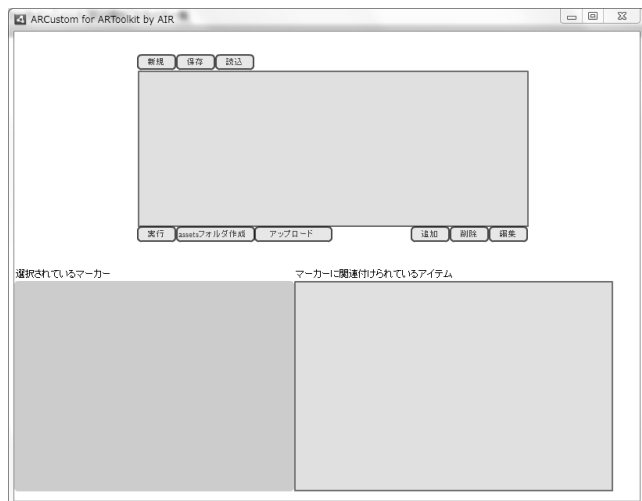 ARCustom for ARToolkit by AIR
新規 保存 読込
実行 assetsフォルダ作成 アップロード 追加 削除 編集
選択されているマーカー マーカーに関連付けられているアイテム